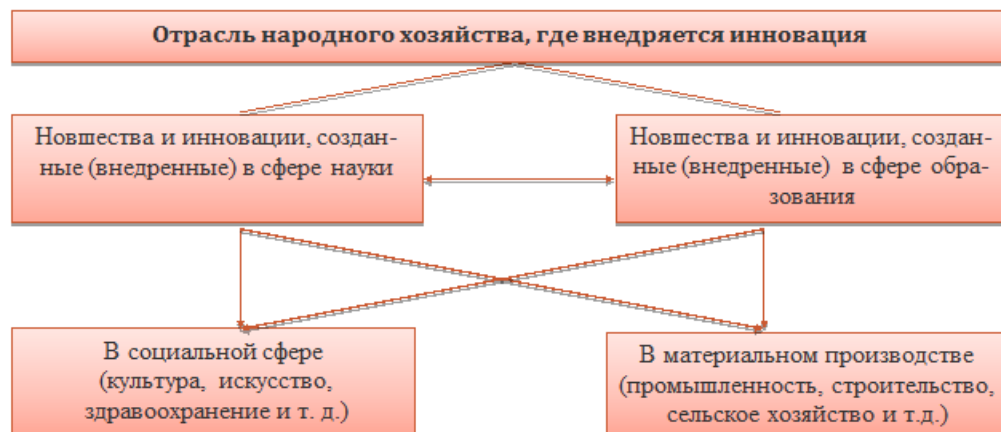 Отрасль народного хозяйства, где внедряется инновация
Новшества и инновации, создан-
ные (внедренные) в сфере науки
Новшества и инновации, создан-
ные (внедренные) в сфере обра-
зования
В социальной сфере
(культура, искусство,
здравоохранение и т. д.)
В материальном производстве
(промышленность, строительство,
сельское хозяйство и т.д.)